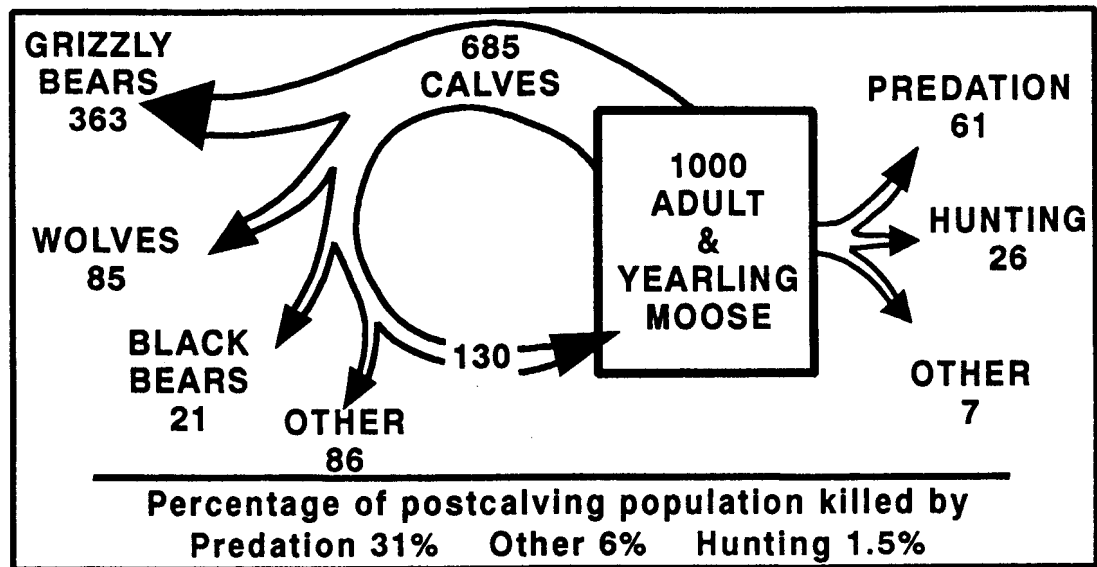 GRIZZLY
BEARS
363
685
CALVES
PREDATION
61
1000
ADULT
&
YEARLING
MOOSE
HUNTING
26
WOLVES
85
BLACK
BEARS
21
130
OTHER
7
OTHER
86
Percentage of postcalving population killed by
Predation 31% Other 6% Hunting 1.5%